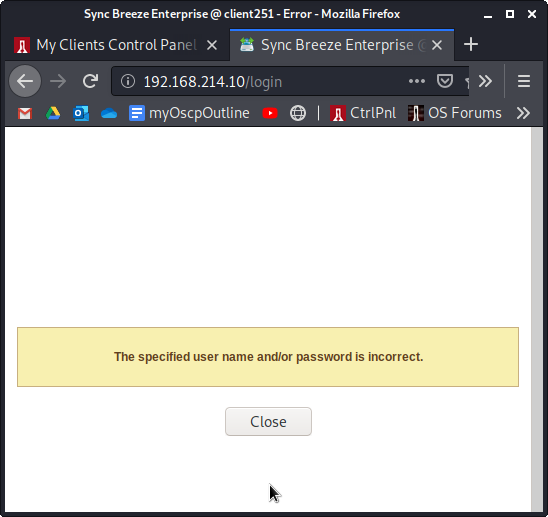 Sync Breeze Enterprise @ client251 - Error - Mozilla Firefox
My Clients Control Panel
Sync Breeze Enterprise @
192.168.214.10/login
myOscpOutline
CtrlPnl
OS Forums
The specified user name and/or password is incorrect.
Close